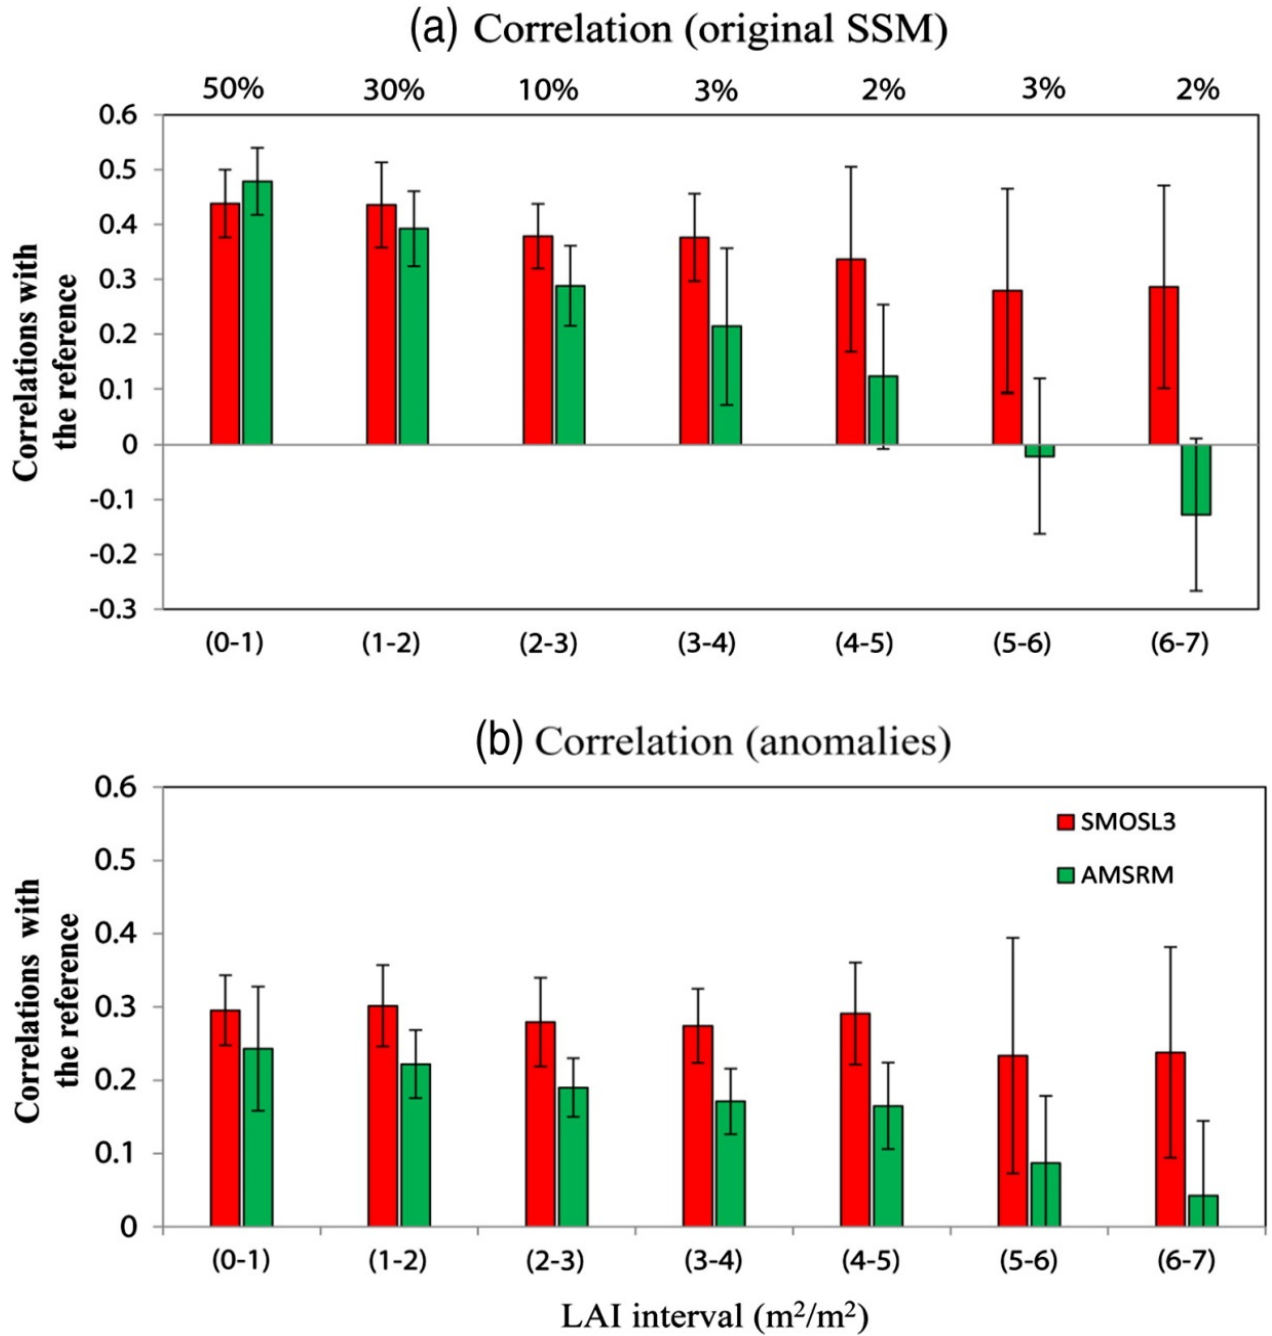 (a) Correlation (original SSM)
50% 30% 10% 3% 2% 3% 2%
0.6
0.5
0.4
0.3
0.2
0.1
0
-0.1
-0.2
-0.3
Correlations with
the reference
(0-1) (1-2) (2-3) (3-4) (4-5) (5-6) (6-7)
(b) Correlation (anomalies)
0.6
0.5
0.4
0.3
0.2
0.1
0
Correlations with
the reference
SMOSL3
AMSRM
(0-1) (1-2) (2-3) (3-4) (4-5) (5-6) (6-7)
LAI interval (m²/m²)